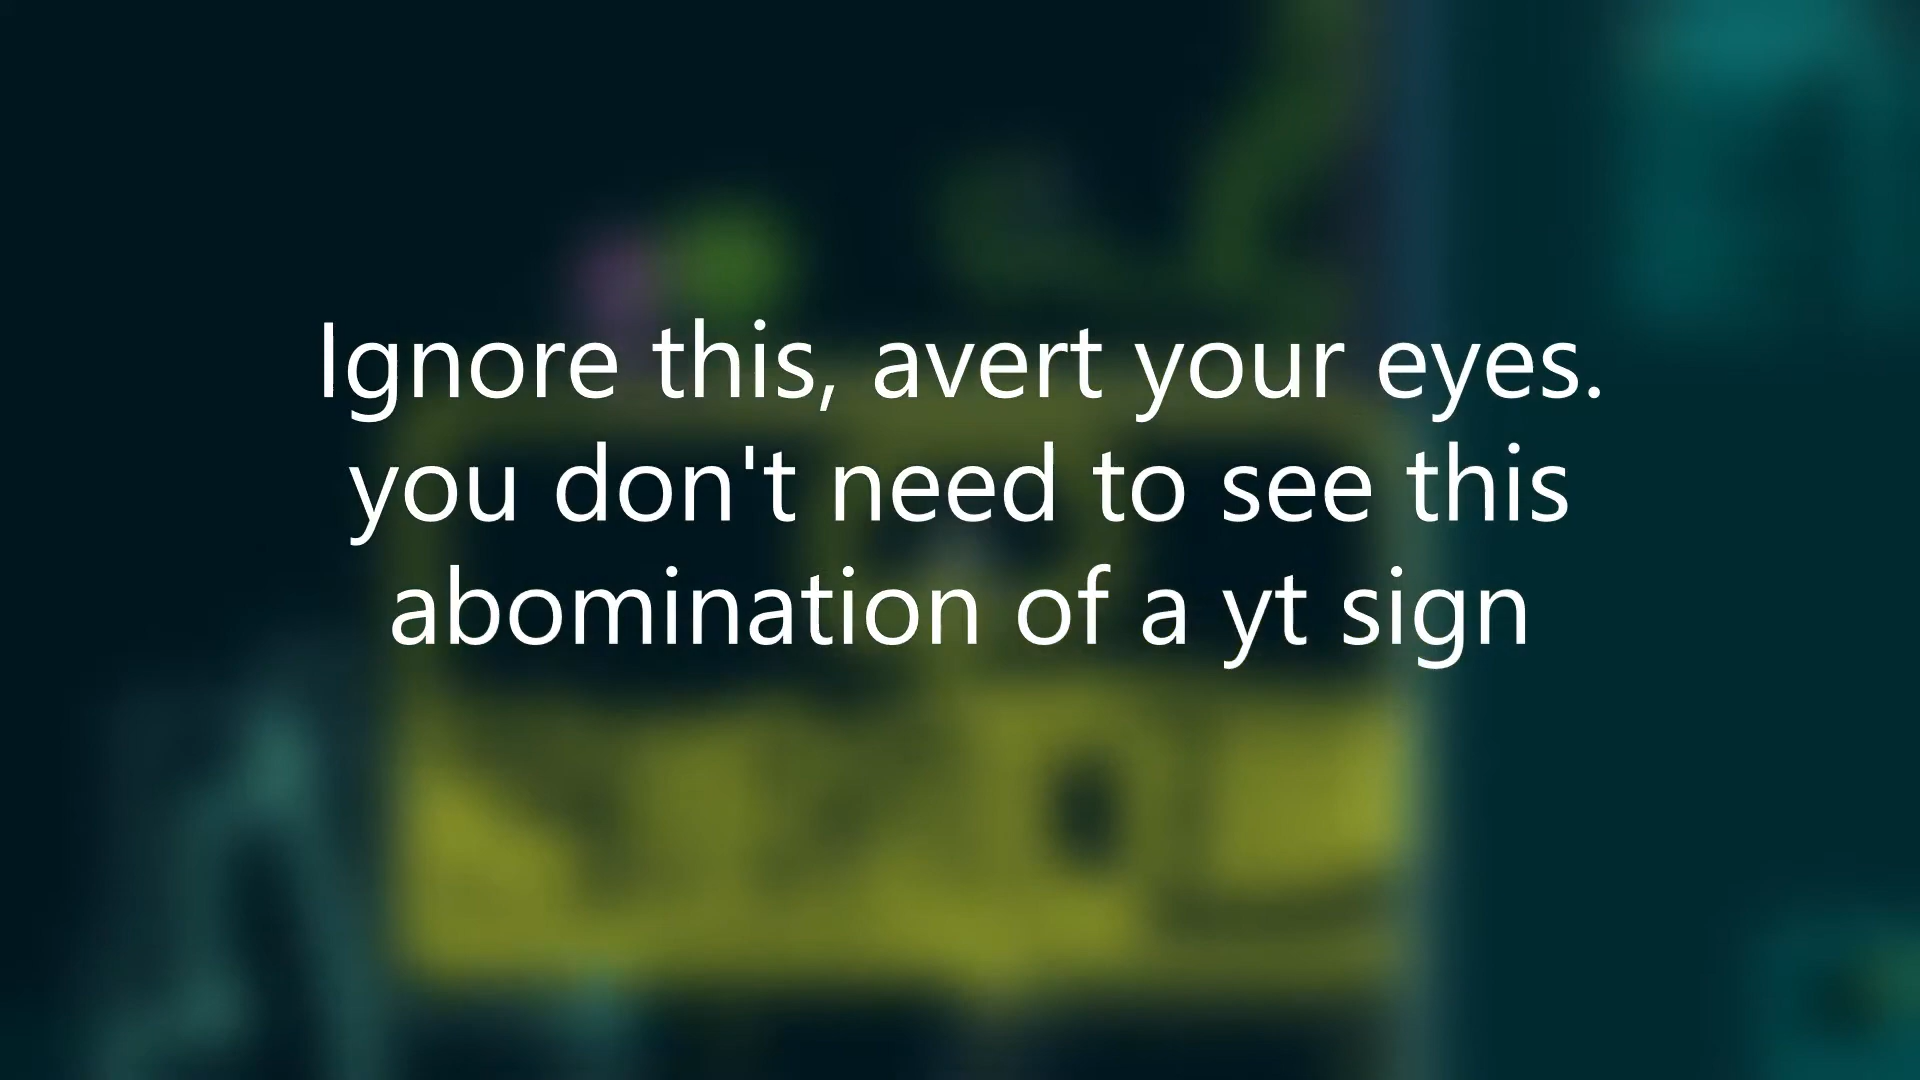 Ignore this, avert your eyes.
you don't need to see this
abomination of a yt sign